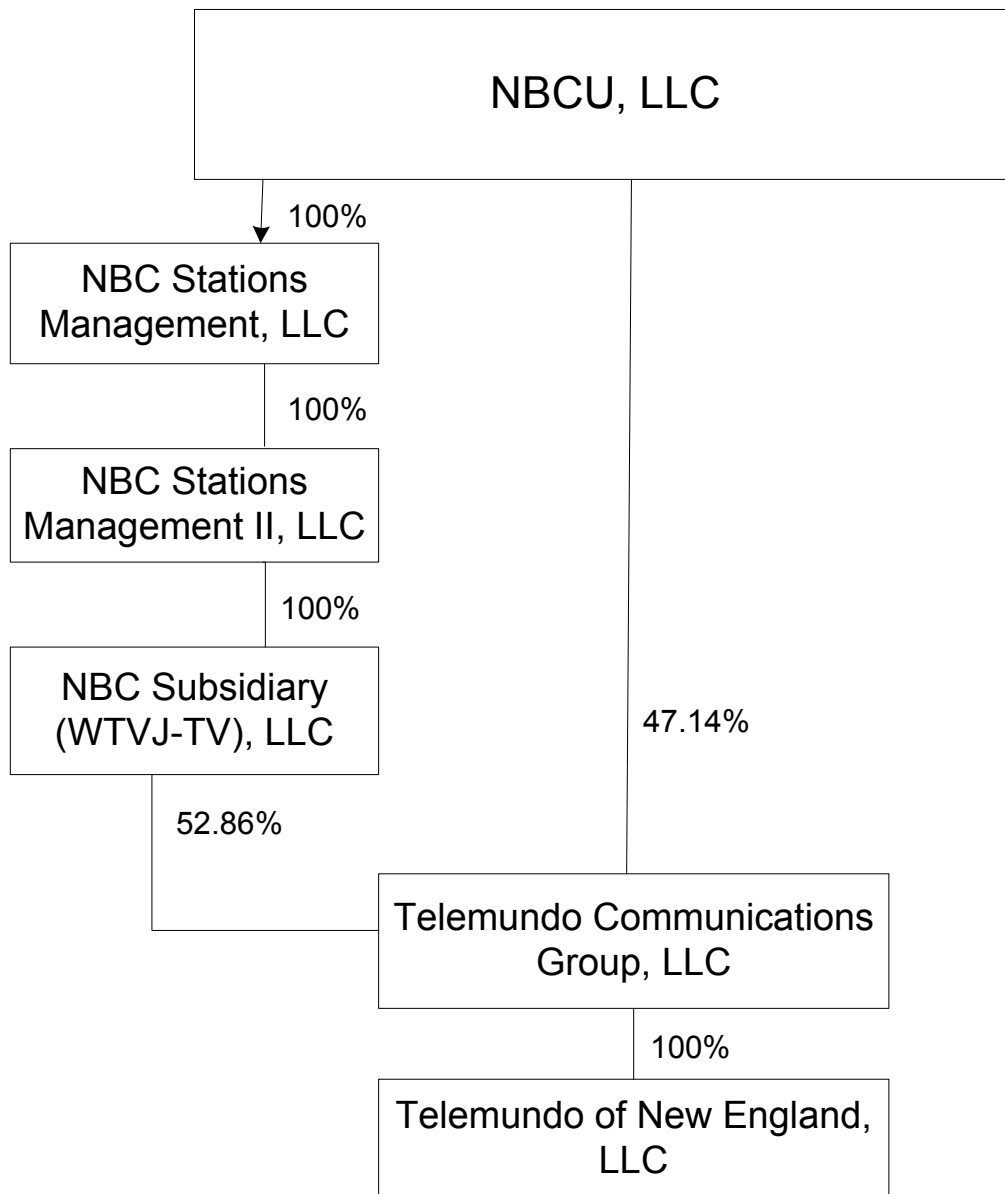 NBCU, LLC
100%
NBC Stations
Management, LLC
100%
NBC Stations
Management II, LLC
100%
NBC Subsidiary
(WTVJ-TV), LLC
47.14%
52.86%
Telemundo Communications
Group, LLC
100%
Telemundo of New England,
LLC